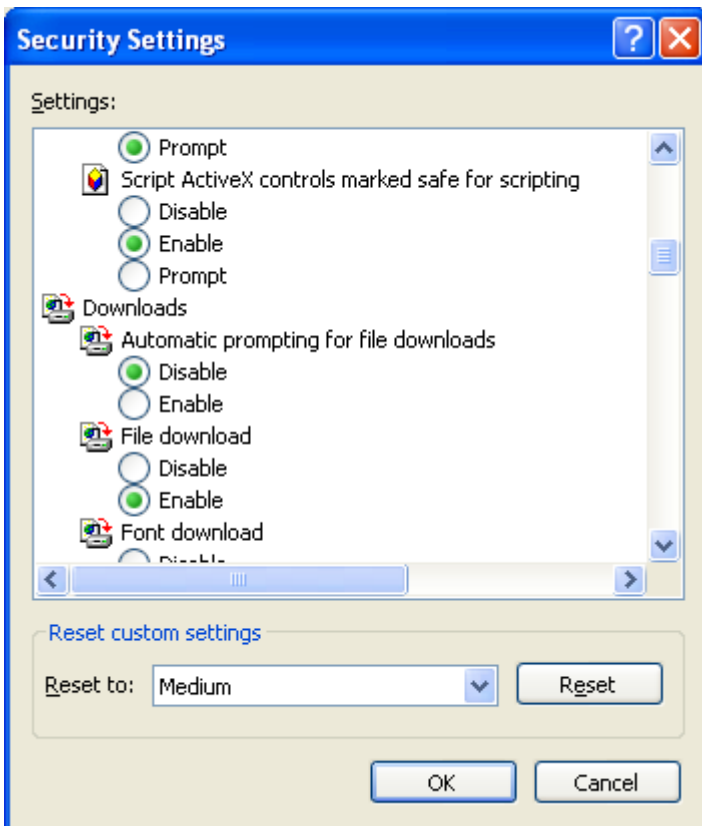 Security Settings
Settings:
Prompt
Script ActiveX controls marked safe for scripting
Disable
Enable
Prompt
Downloads
Automatic prompting for file downloads
Disable
Enable
File download
Disable
Enable
Font download
Disable
Reset custom settings
Reset to: Medium Reset
OK Cancel